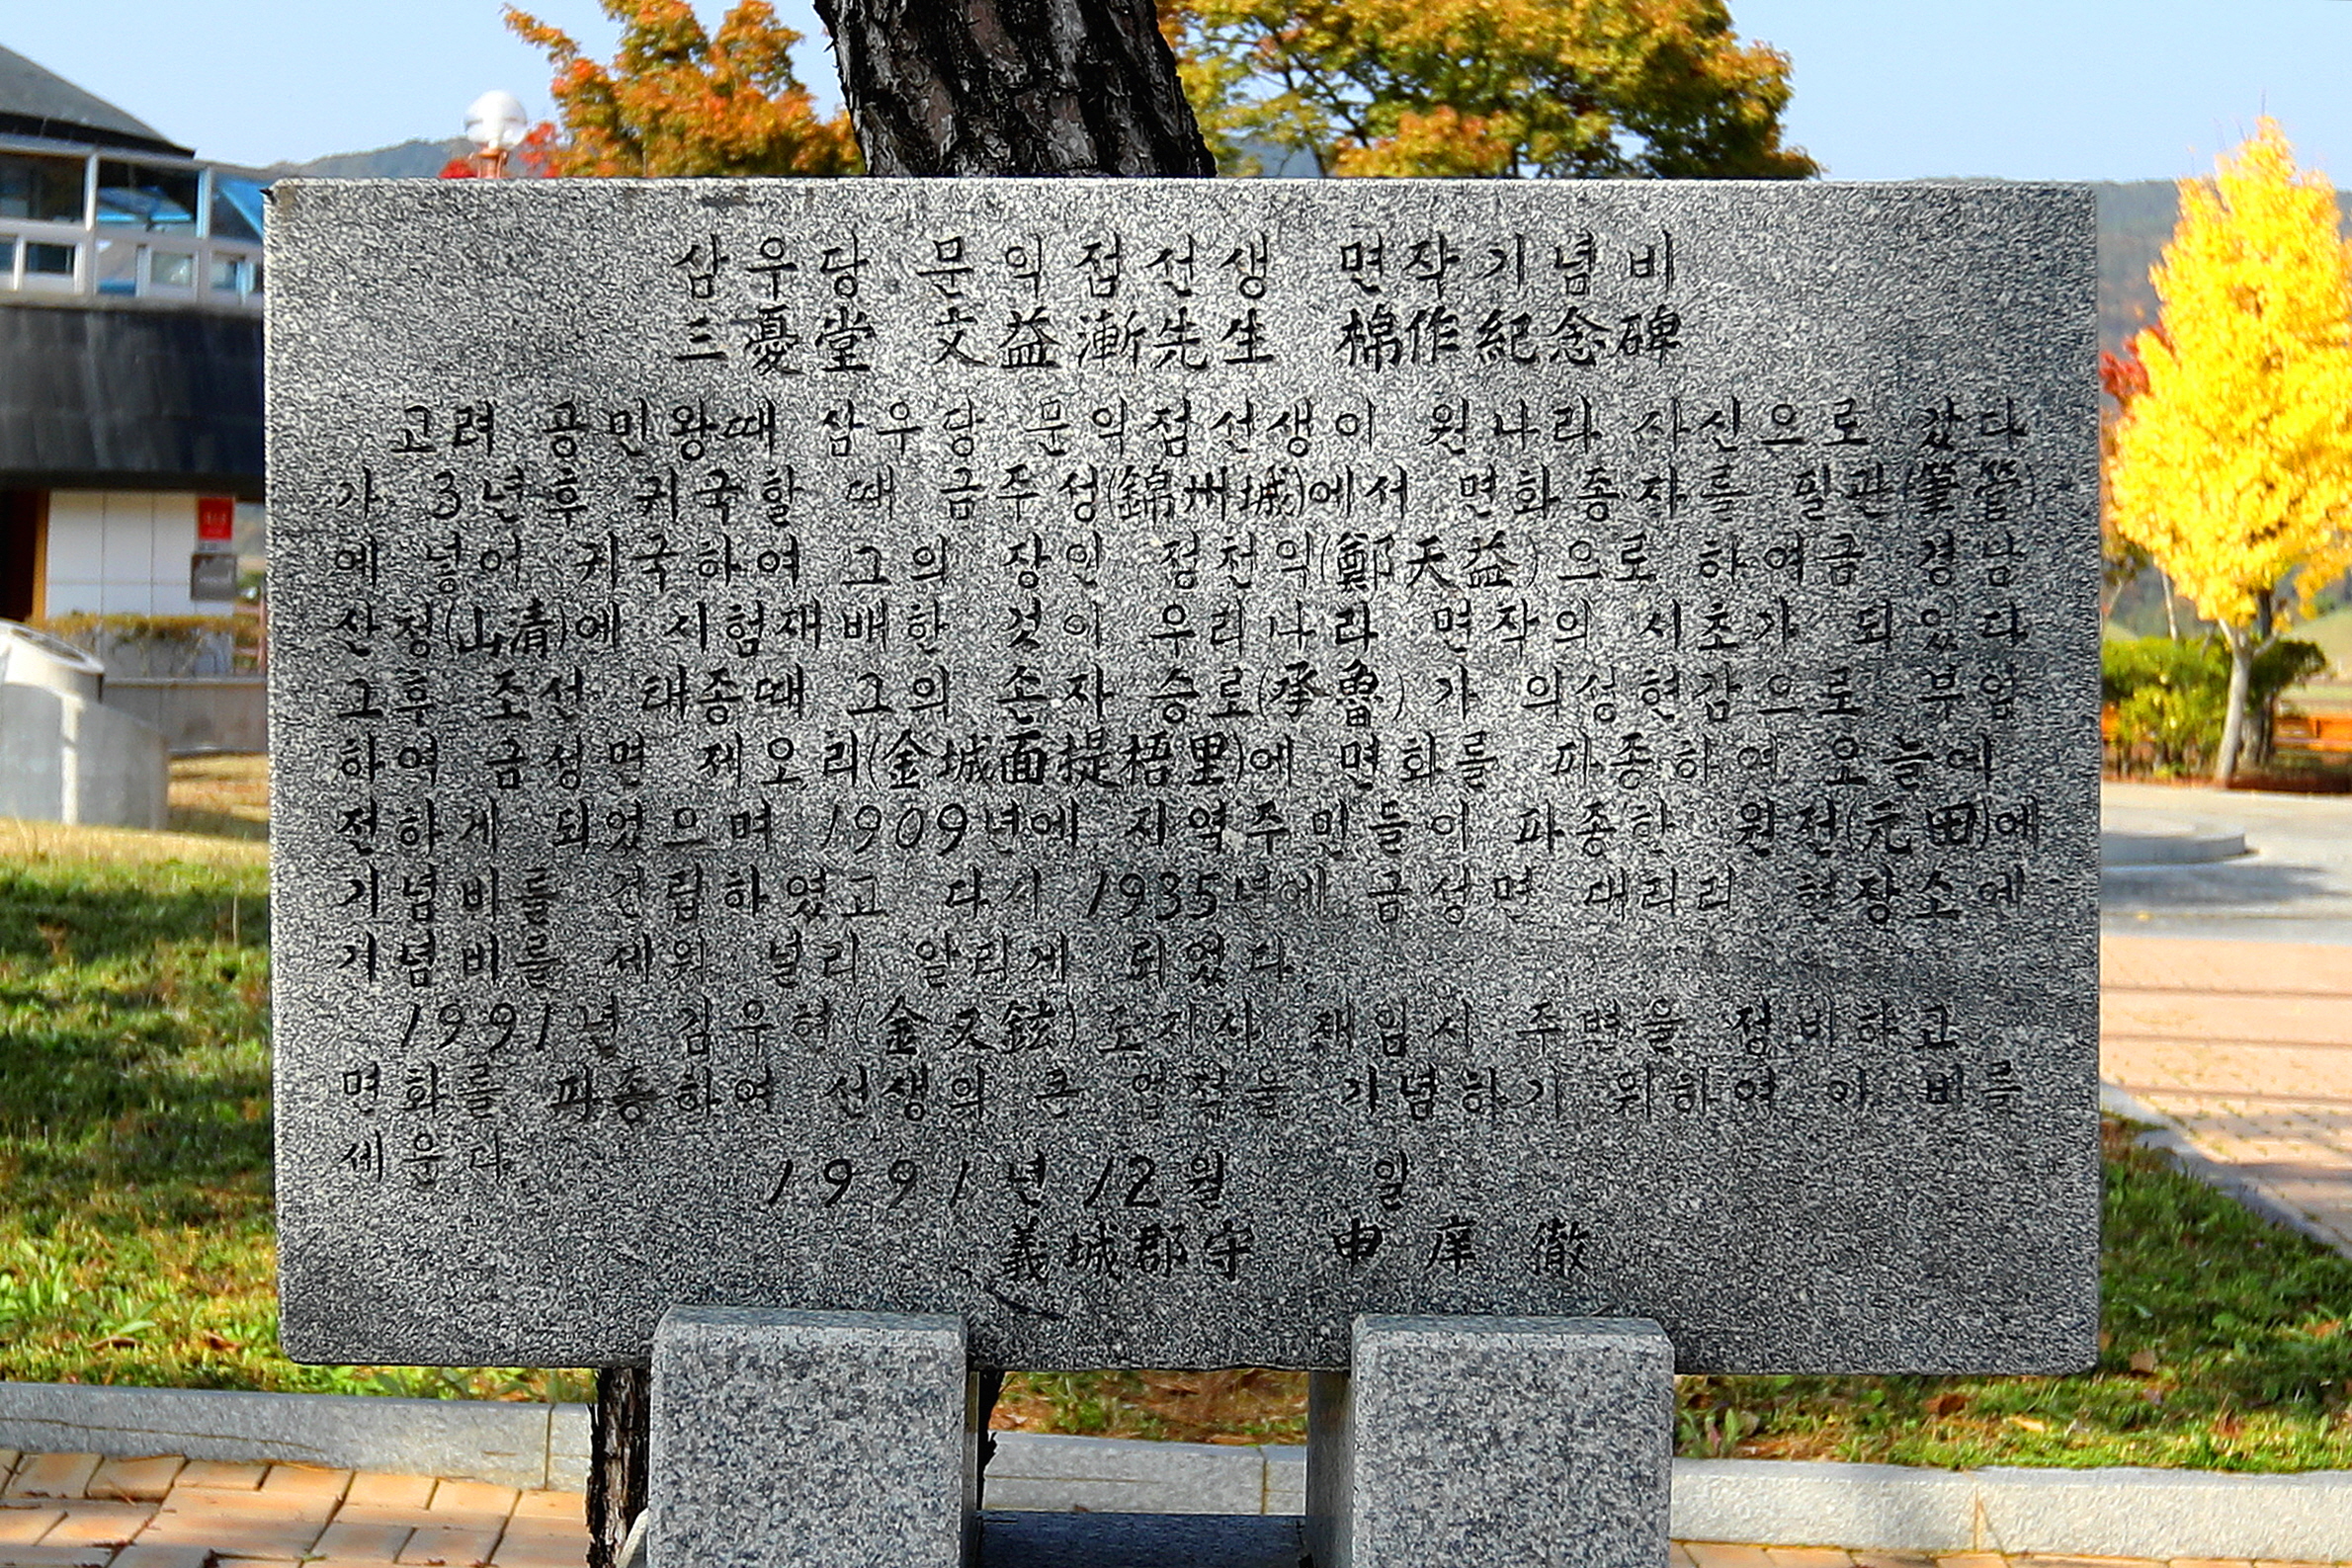 삼우당 문익점선생 면작기념비
三憂堂 文益漸先生 棉作紀念碑
고려 공민왕때 삼우당 문익점선생이 원나라 사신으로 갔다
가 3년후 귀국할 때 금주성(錦州城)에서 면화종자를 필관(筆管)
에 넣어 귀국하여 그의 장인 정천익(鄭天益)으로 하여금 경남
산청(山清)에 시험재배한 것이 우리나라 면작의 시초가 되었다
그후 조선 태종때 그의 손자 승로(承魯)가 의성현감으로 부임
하여 금성면 제오리(金城面提梧里)에 면화를 파종하여 오늘에
전하게 되었으며 1909년에 지역주민들이 파종한 원전(元田)에
기념비를 건립하였고 다시 1935년에 금성면 대리리 현장소에
기념비를 세워 널리 알리게 되었다
1991년 김우현(金又鉉)도지사 재임시 주변을 정비하고
면화를 파종하여 선생의 큰 업적을 기념하기 위하여 이 비를
세운다
1991년 12월 일
義城郡守 申庠澈